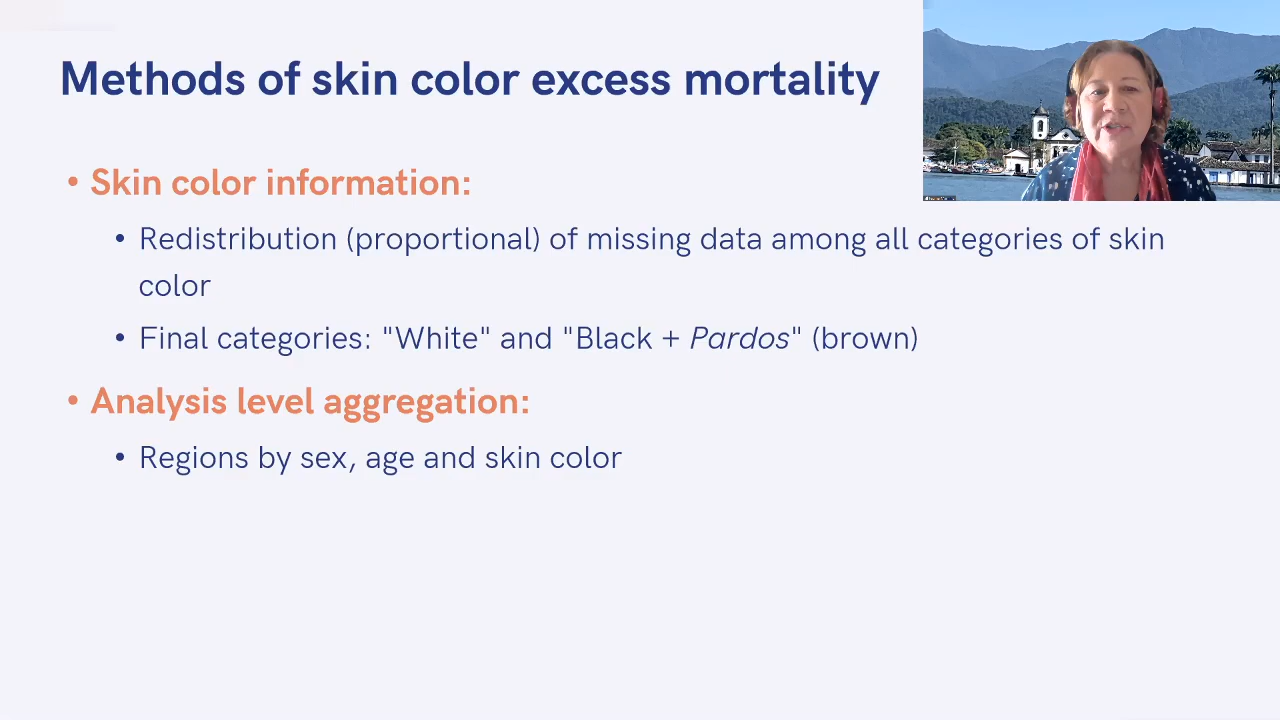 Methods of skin color excess mortality
• Skin color information:
• Redistribution (proportional) of missing data among all categories of skin
color
• Final categories: "White" and "Black + Pardos" (brown)
• Analysis level aggregation:
• Regions by sex, age and skin color